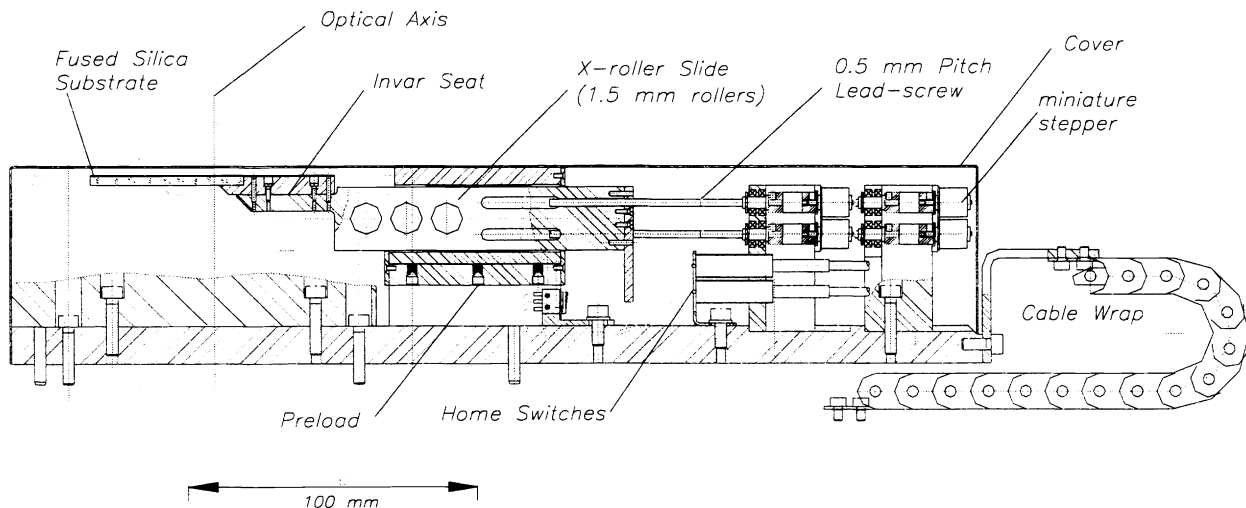 Optical Axis
Fused Silica
Substrate
Invar Seat
X-roller Slide
(1.5 mm rollers)
0.5 mm Pitch
Lead-screw
Cover
miniature
stepper
Cable Wrap
Preload
Home Switches
100 mm